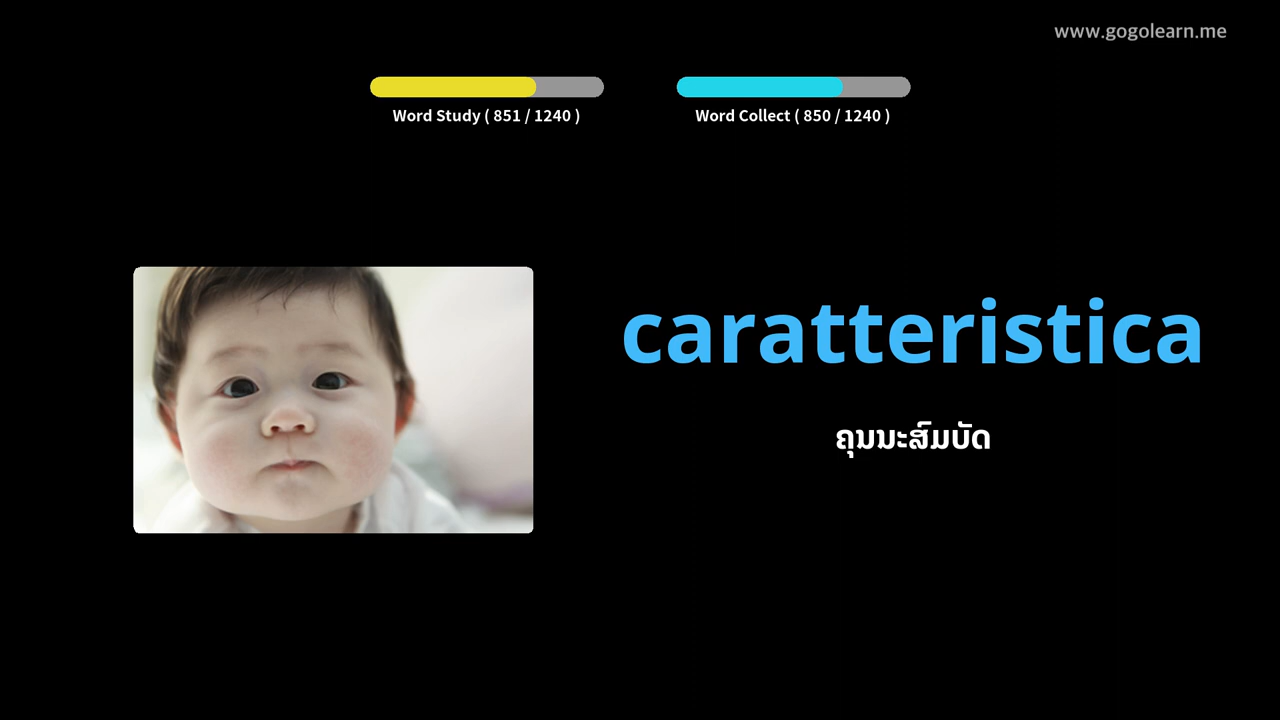 www.gogolearn.me
Word Study ( 851 / 1240 )
Word Collect ( 850 / 1240 )
caratteristica
ຄຸນນະສົມບັດ